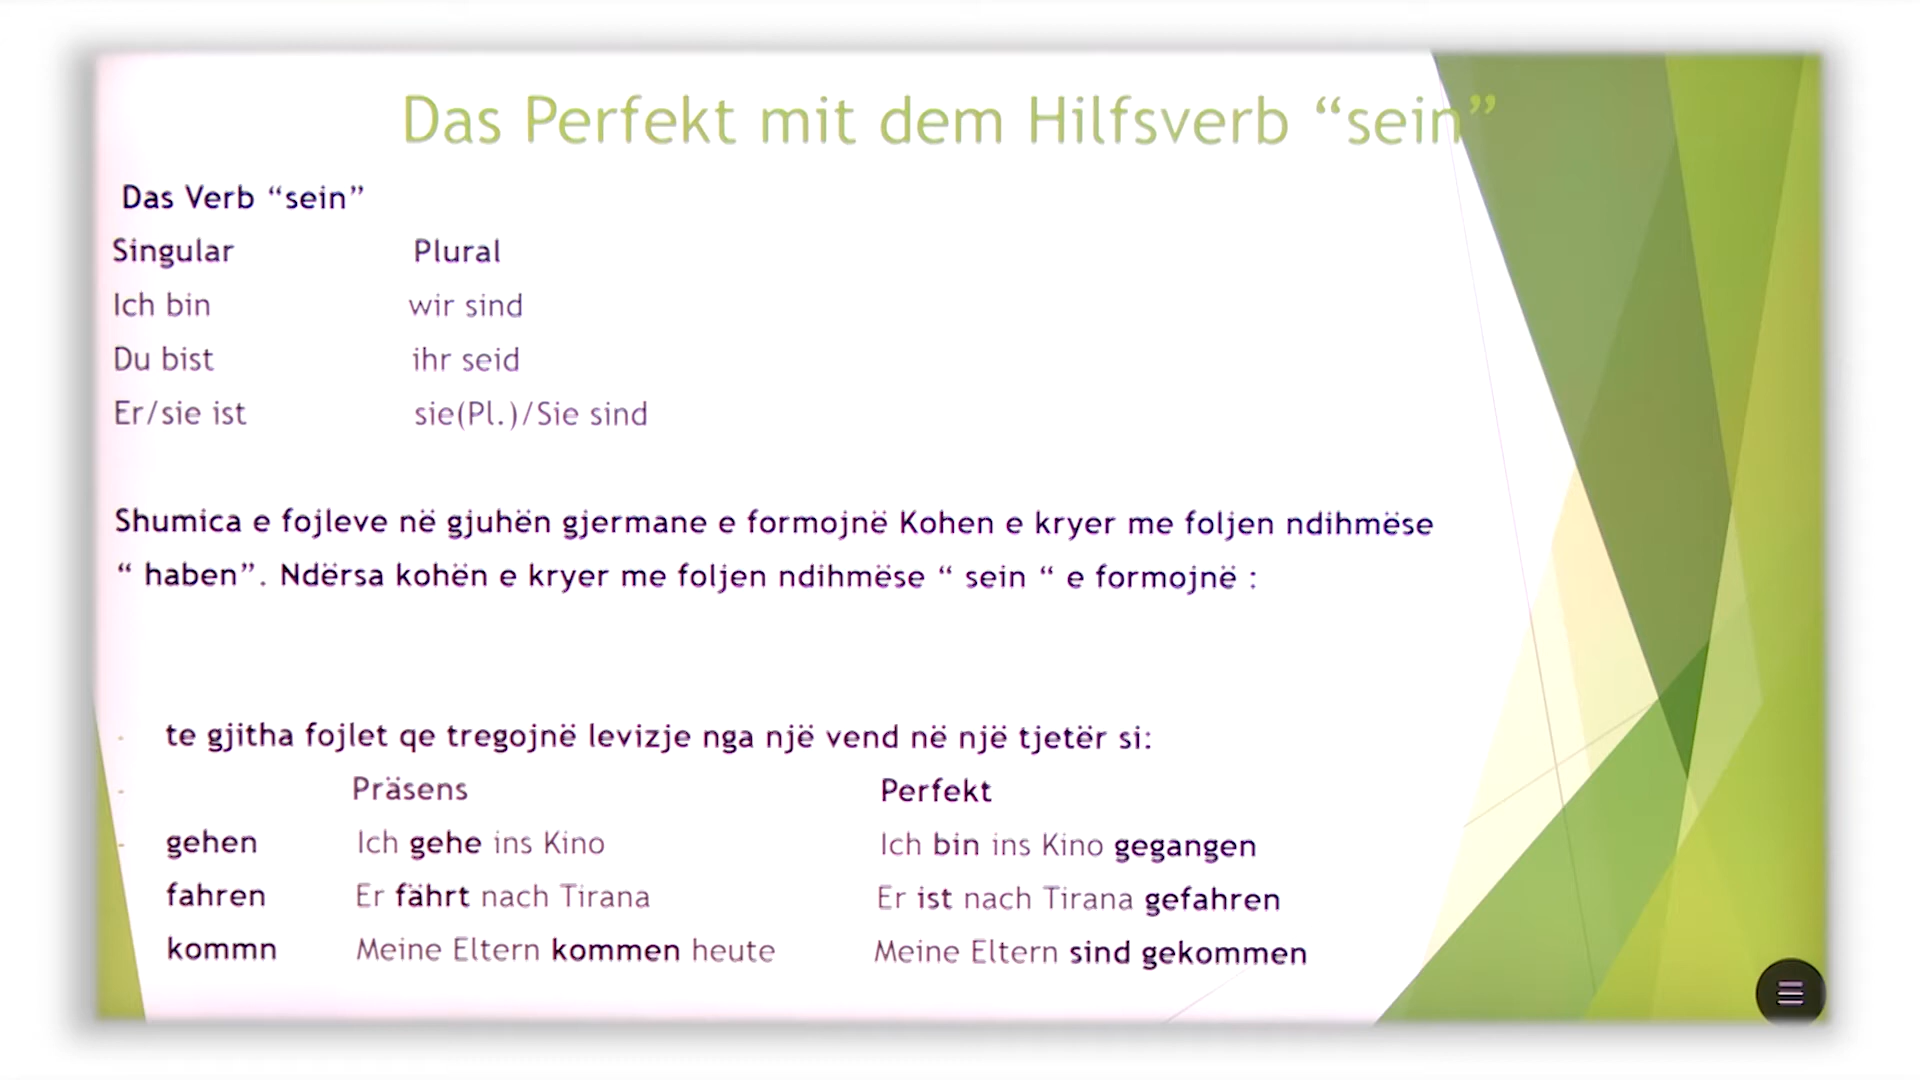 Das Perfekt mit dem Hilfsverb “sein”
Das Verb “sein”
Singular Plural
Ich bin wir sind
Du bist ihr seid
Er/sie ist sie(Pl.)/Sie sind
Shumica e fojleve në gjuhën gjermane e formojnë Kohen e kryer me foljen ndihmëse
“ haben”. Ndërsa kohën e kryer me foljen ndihmëse “ sein “ e formojnë :
- te gjitha fojlet qe tregojnë levizje nga një vend në një tjetër si:
- Präsens Perfekt
- gehen Ich gehe ins Kino Ich bin ins Kino gegangen
fahren Er fährt nach Tirana Er ist nach Tirana gefahren
kommn Meine Eltern kommen heute Meine Eltern sind gekommen